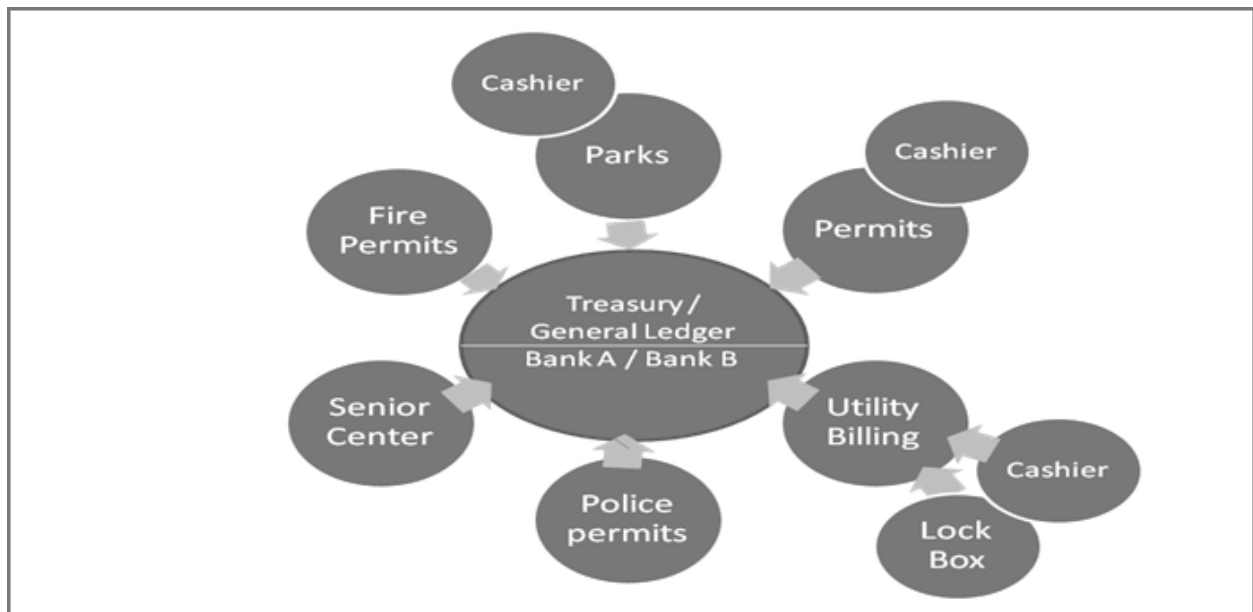 Cashier
Parks
Cashier
Permits
Fire
Permits
Treasury /
General Ledger
Bank A / Bank B
Senior
Center
Utility
Billing
Cashier
Police
permits
Lock
Box